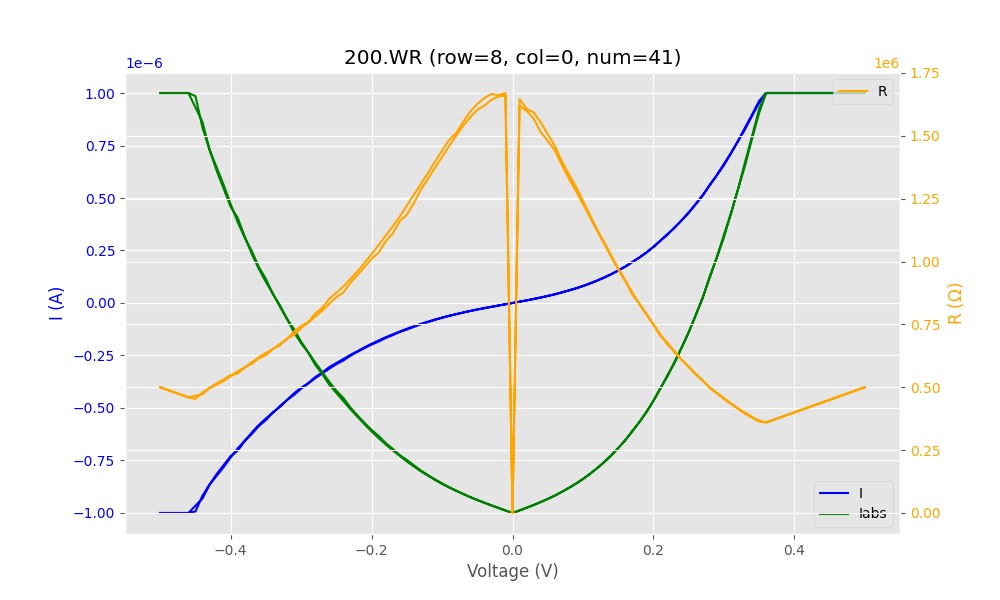 200.WR (row=8, col=0, num=41)
1e−6
1e6
1.00
0.75
0.50
0.25
0.00
−0.25
−0.50
−0.75
−1.00
I (A)
1.75
1.50
1.25
1.00
0.75
0.50
0.25
0.00
R (Ω)
R
I
Iabs
−0.4
−0.2
0.0
0.2
0.4
Voltage (V)